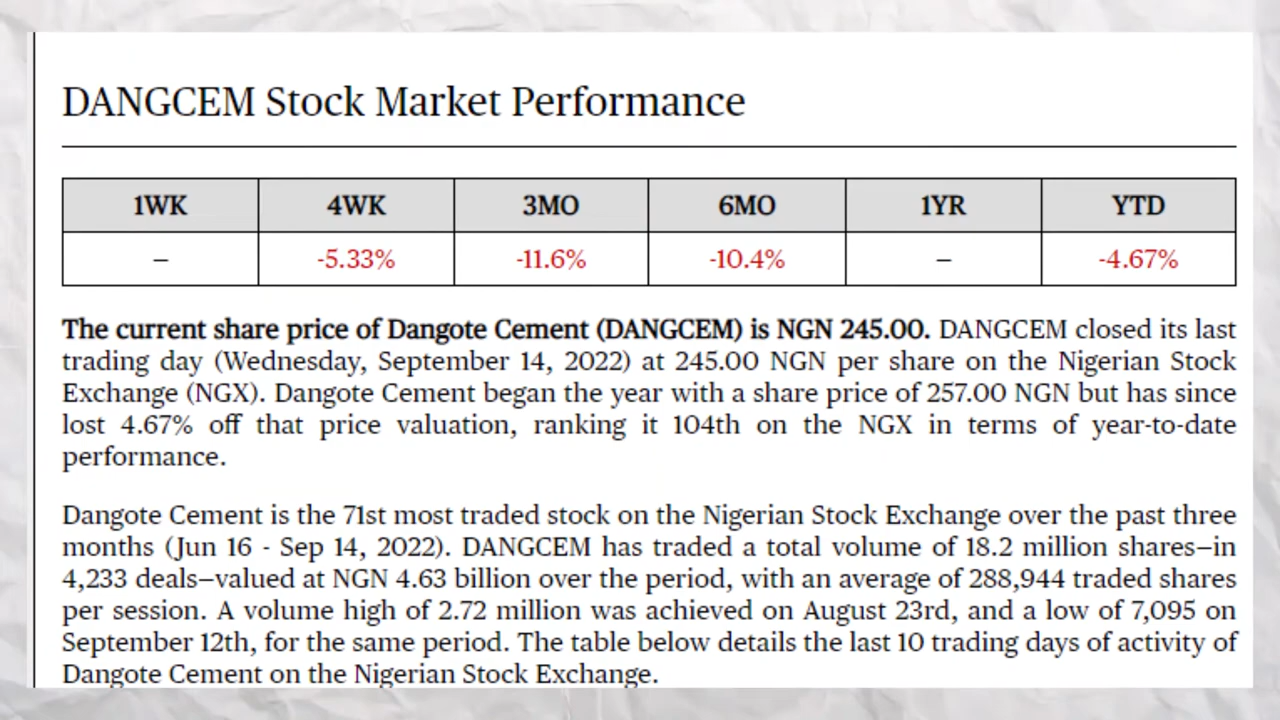 DANGCEM Stock Market Performance
1WK 4WK 3MO 6MO 1YR YTD
– -5.33% -11.6% -10.4% – -4.67%
The current share price of Dangote Cement (DANGCEM) is NGN 245.00. DANGCEM closed its last
trading day (Wednesday, September 14, 2022) at 245.00 NGN per share on the Nigerian Stock
Exchange (NGX). Dangote Cement began the year with a share price of 257.00 NGN but has since
lost 4.67% off that price valuation, ranking it 104th on the NGX in terms of year-to-date
performance.
Dangote Cement is the 71st most traded stock on the Nigerian Stock Exchange over the past three
months (Jun 16 - Sep 14, 2022). DANGCEM has traded a total volume of 18.2 million shares—in
4,233 deals—valued at NGN 4.63 billion over the period, with an average of 288,944 traded shares
per session. A volume high of 2.72 million was achieved on August 23rd, and a low of 7,095 on
September 12th, for the same period. The table below details the last 10 trading days of activity of
Dangote Cement on the Nigerian Stock Exchange.